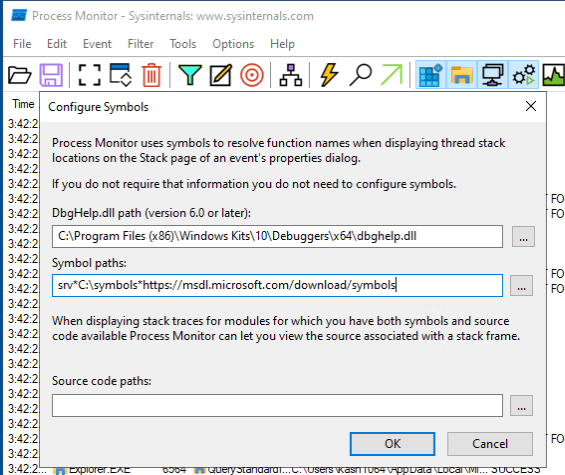 Process Monitor - Sysinternals: www.sysinternals.com
File Edit Event Filter Tools Options Help
Time
Configure Symbols
3:42:2
3:42:2
Process Monitor uses symbols to resolve function names when displaying thread stack
3:42:2
locations on the Stack page of an event's properties dialog.
3:42:2
3:42:2
If you do not require that information you do not need to configure symbols.
3:42:2 FO
DbgHelp.dll path (version 6.0 or later):
3:42:2 FO
3:42:2
C:\Program Files (x86)\Windows Kits\10\Debuggers\x64\dbghelp.dll ...
3:42:2
3:42:2
Symbol paths:
3:42:2 FO
srv*C:\symbols*https://msdl.microsoft.com/download/symbols ...
3:42:2 FO
3:42:2
3:42:2
When displaying stack traces for modules for which you have both symbols and source
3:42:2
code available Process Monitor can let you view the source associated with a stack frame.
3:42:2
3:42:2
3:42:2
Source code paths:
3:42:2
3:42:2
...
3:42:2
3:42:2 FO
OK Cancel
3:42:2
3:42:2... Explorer.EXE 6564 QueryStandardI...C:\Users\Kash1064\AppData\Local\Mi... SUCCESS